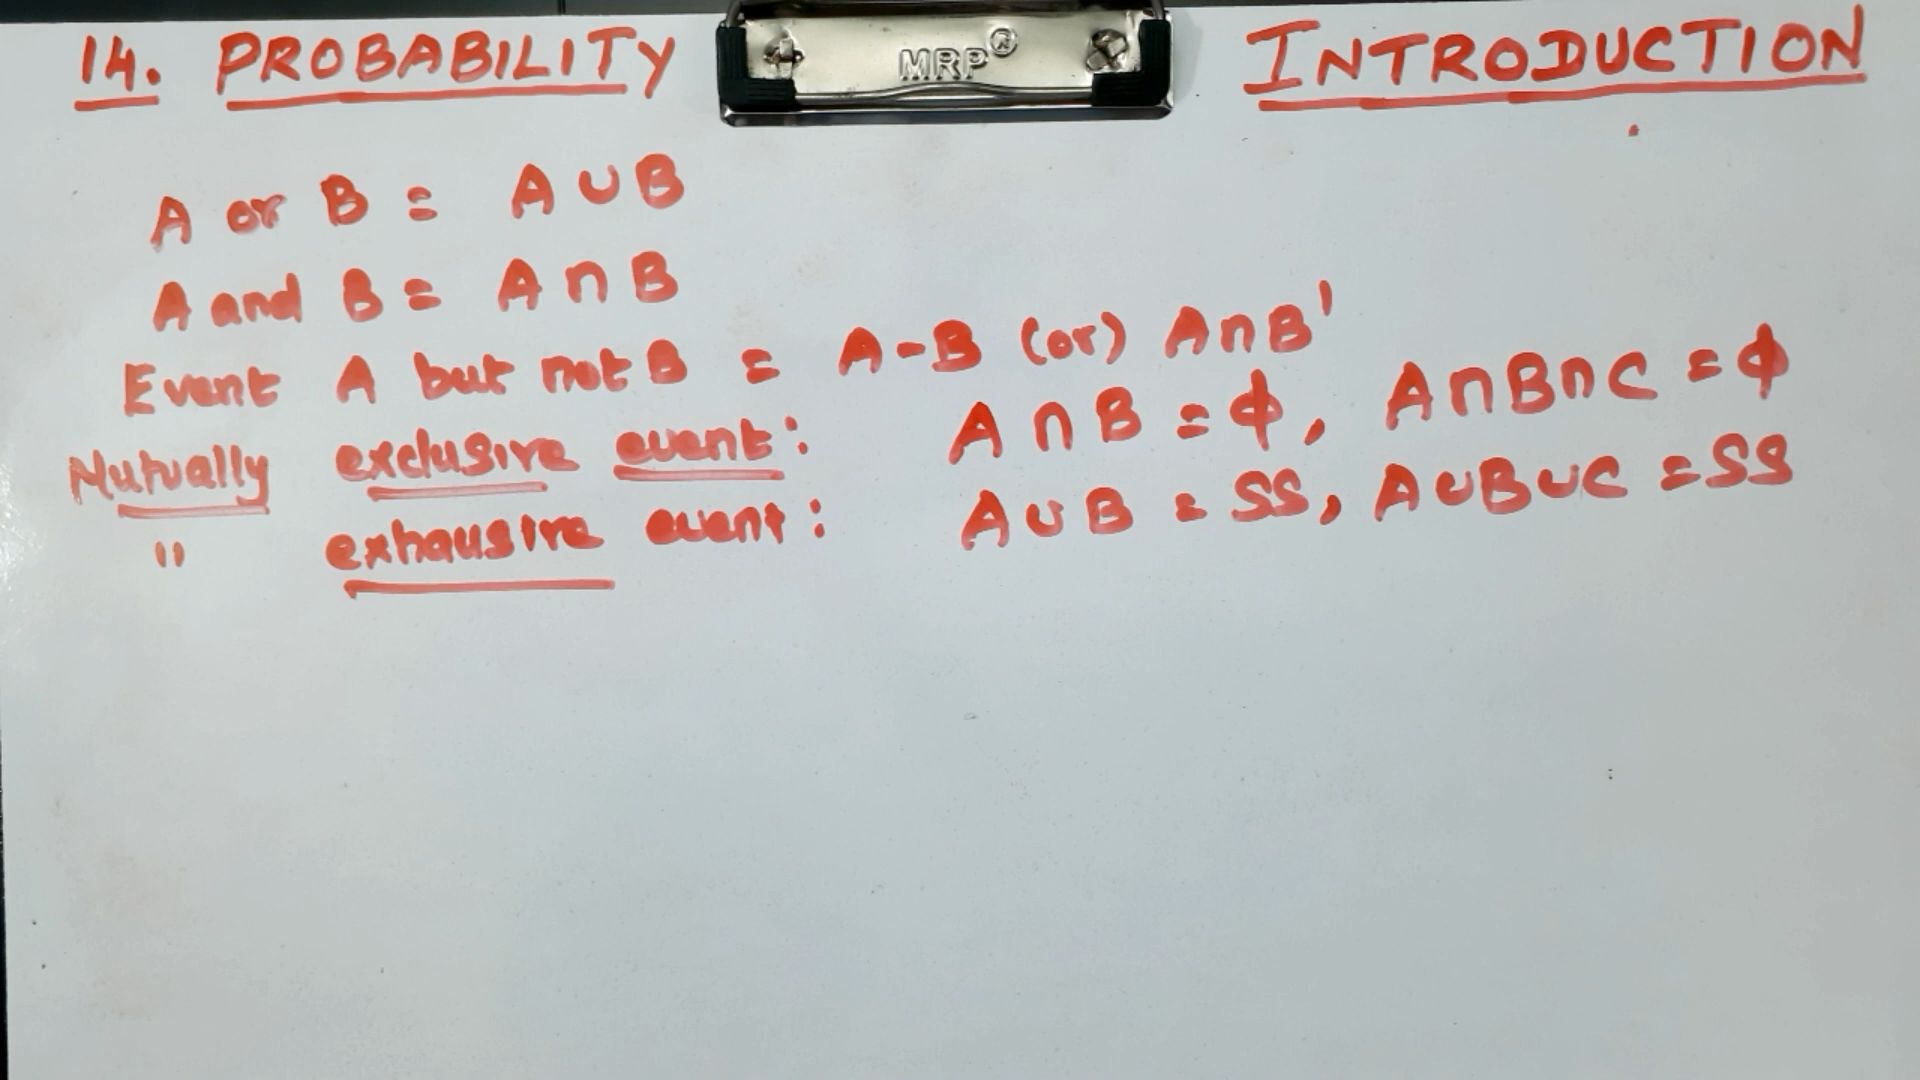 14. PROBABILITY
MRP®
INTRODUCTION
A or B = A ∪ B
A and B = A ∩ B
Event A but not B = A - B (or) A ∩ B'
Mutually exclusive event: A ∩ B = ϕ, A ∩ B ∩ C = ϕ
" exhausive event: A ∪ B = SS, A ∪ B ∪ C = SS